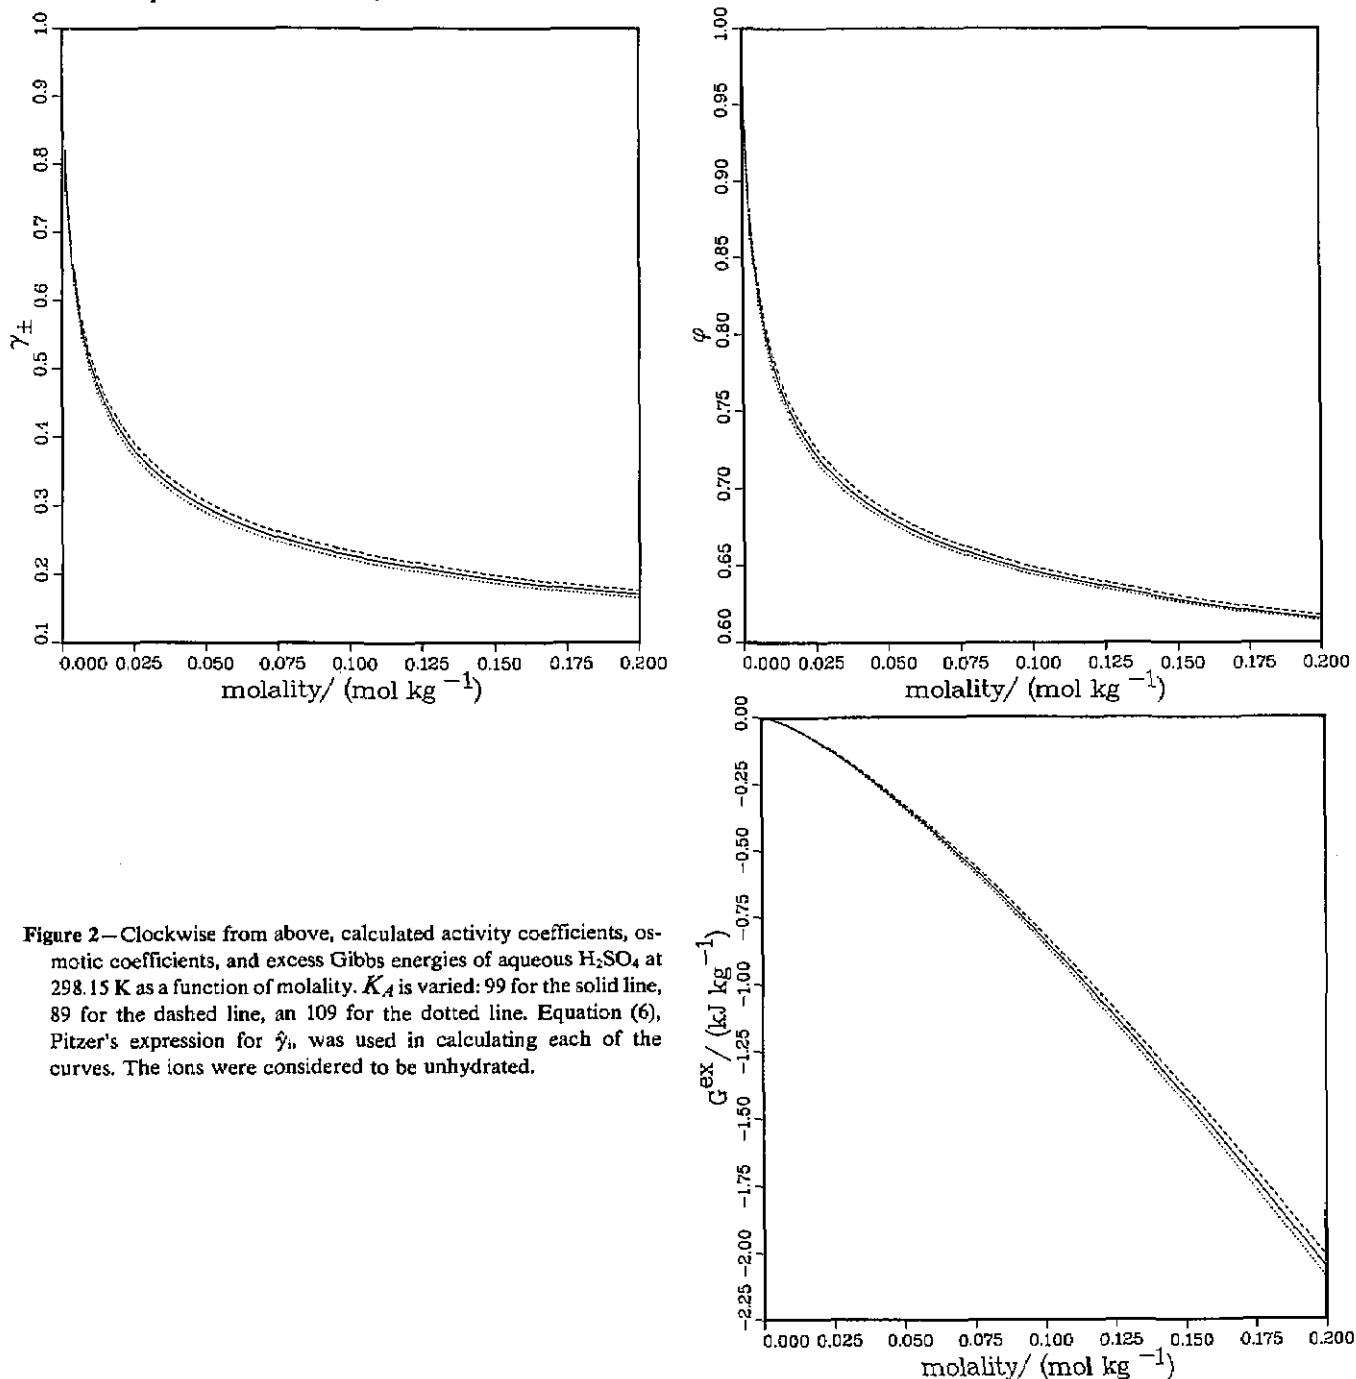 1.0
0.9
0.8
0.7
0.6
0.5
0.4
0.3
0.2
0.1
γ±
0.000 0.025 0.050 0.075 0.100 0.125 0.150 0.175 0.200
molality/ (mol kg⁻¹)
1.00
0.95
0.90
0.85
0.80
0.75
0.70
0.65
0.60
φ
0.000 0.025 0.050 0.075 0.100 0.125 0.150 0.175 0.200
molality/ (mol kg⁻¹)
0.00
−0.25
−0.50
−0.75
−1.00
−1.25
−1.50
−1.75
−2.00
−2.25
G^ex / (kJ kg⁻¹)
0.000 0.025 0.050 0.075 0.100 0.125 0.150 0.175 0.200
molality/ (mol kg⁻¹)
Figure 2—Clockwise from above, calculated activity coefficients, os-
motic coefficients, and excess Gibbs energies of aqueous H₂SO₄ at
298.15 K as a function of molality. K_A is varied: 99 for the solid line,
89 for the dashed line, an 109 for the dotted line. Equation (6),
Pitzer's expression for ŷᵢ, was used in calculating each of the
curves. The ions were considered to be unhydrated.